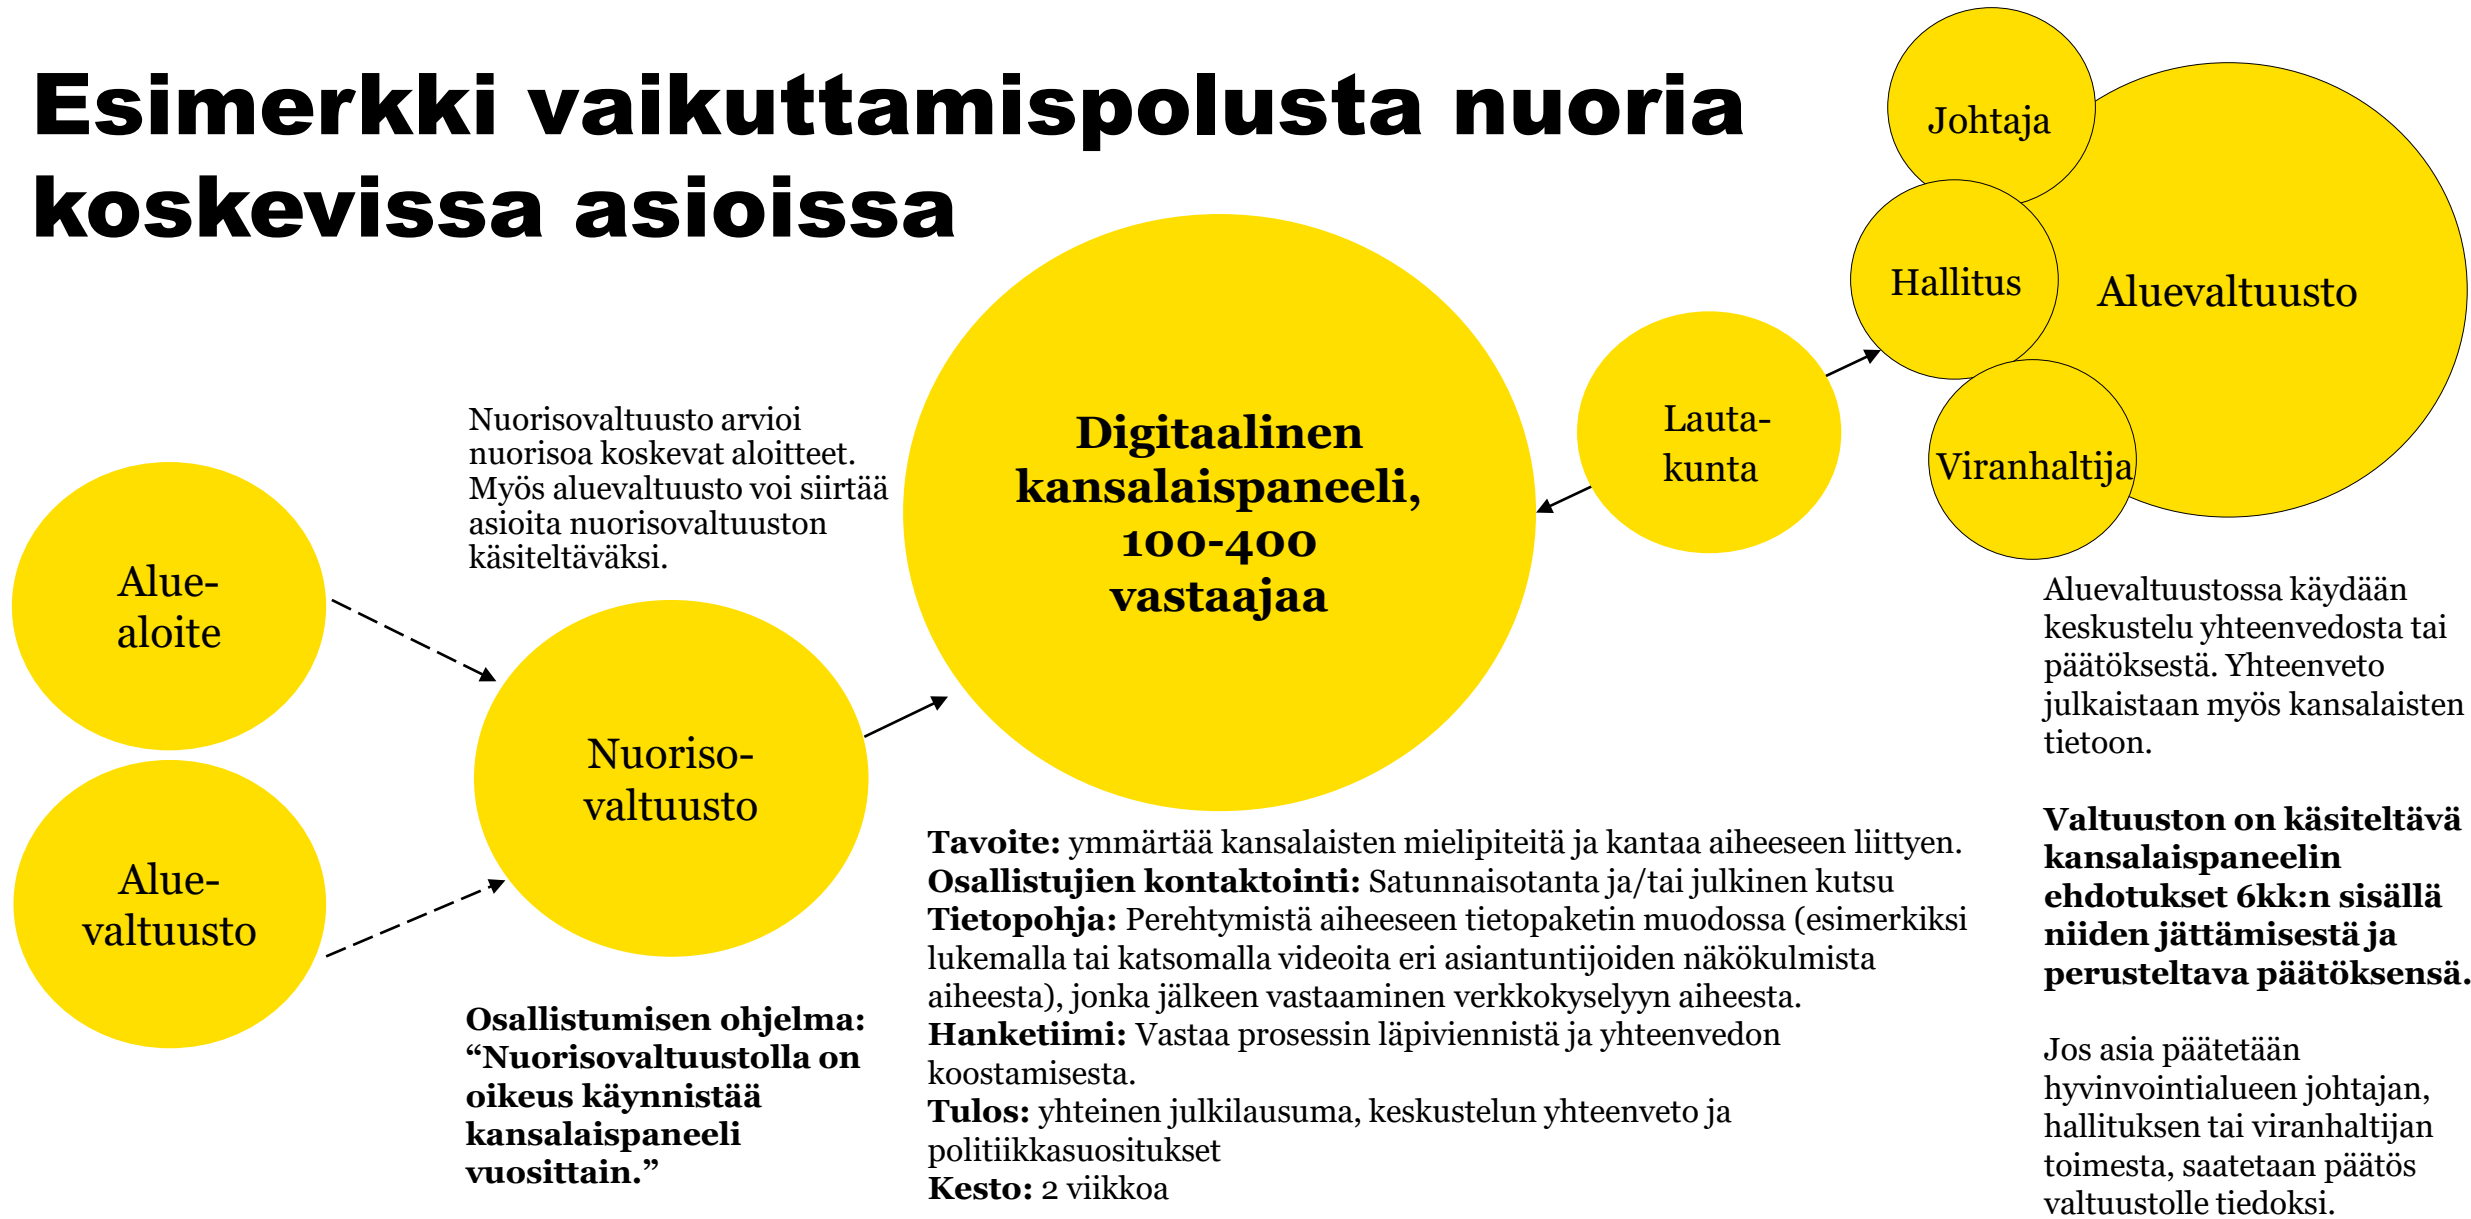 Esimerkki vaikuttamispolusta nuoria
koskevissa asioissa
Alue-
aloite
Alue-
valtuusto
Nuorisovaltuusto arvioi
nuorisoa koskevat aloitteet.
Myös aluevaltuusto voi siirtää
asioita nuorisovaltuuston
käsiteltäväksi.
Nuoriso-
valtuusto
Osallistumisen ohjelma:
“Nuorisovaltuustolla on
oikeus käynnistää
kansalaispaneeli
vuosittain.”
Digitaalinen
kansalaispaneeli,
100-400
vastaajaa
Tavoite: ymmärtää kansalaisten mielipiteitä ja kantaa aiheeseen liittyen.
Osallistujien kontaktointi: Satunnaisotanta ja/tai julkinen kutsu
Tietopohja: Perehtymistä aiheeseen tietopaketin muodossa (esimerkiksi
lukemalla tai katsomalla videoita eri asiantuntijoiden näkökulmista
aiheesta), jonka jälkeen vastaaminen verkkokyselyyn aiheesta.
Hanketiimi: Vastaa prosessin läpiviennistä ja yhteenvedon
koostamisesta.
Tulos: yhteinen julkilausuma, keskustelun yhteenveto ja
politiikkasuositukset
Kesto: 2 viikkoa
Lauta-
kunta
Johtaja
Hallitus
Viranhaltija
Aluevaltuusto
Aluevaltuustossa käydään
keskustelu yhteenvedosta tai
päätöksestä. Yhteenveto
julkaistaan myös kansalaisten
tietoon.
Valtuuston on käsiteltävä
kansalaispaneelin
ehdotukset 6kk:n sisällä
niiden jättämisestä ja
perusteltava päätöksensä.
Jos asia päätetään
hyvinvointialueen johtajan,
hallituksen tai viranhaltijan
toimesta, saatetaan päätös
valtuustolle tiedoksi.